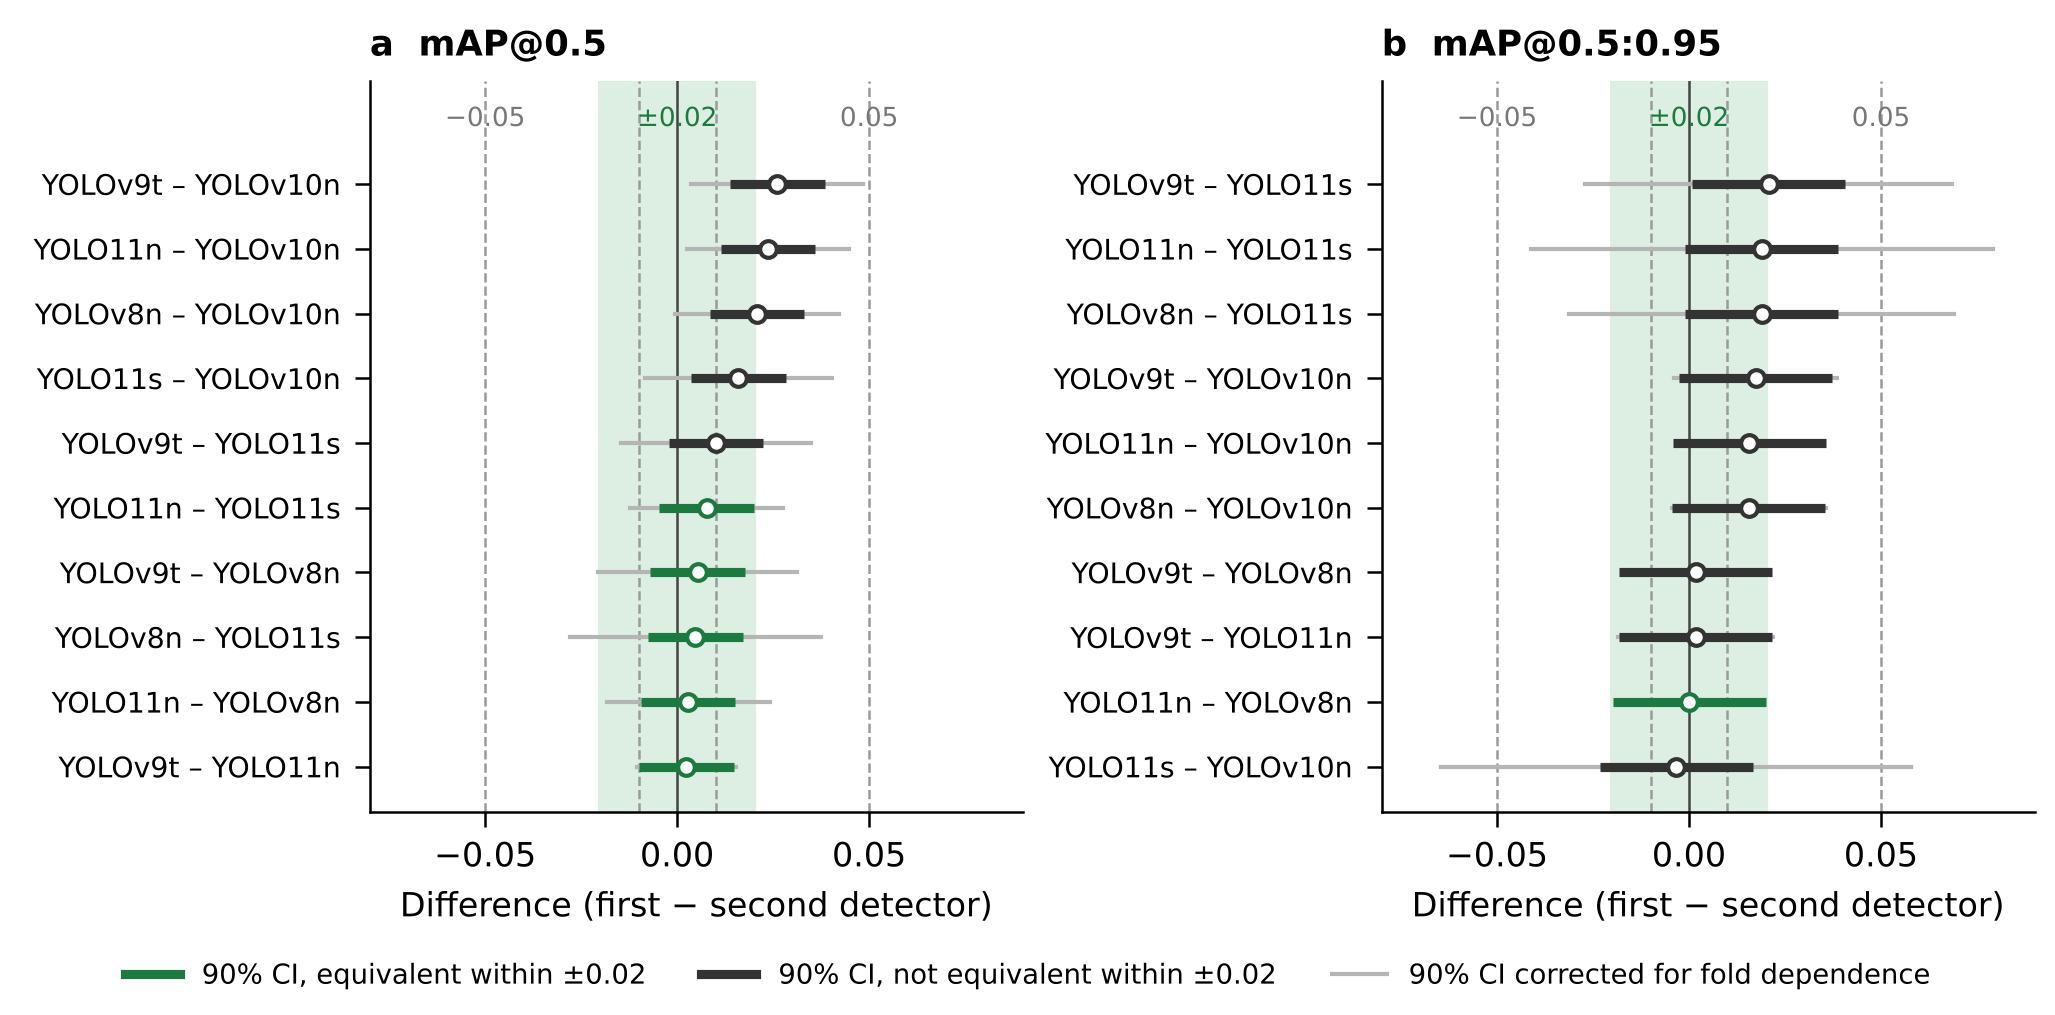 a mAP@0.5
−0.05 ±0.02 0.05
YOLOv9t – YOLOv10n
YOLO11n – YOLOv10n
YOLOv8n – YOLOv10n
YOLO11s – YOLOv10n
YOLOv9t – YOLO11s
YOLO11n – YOLO11s
YOLOv9t – YOLOv8n
YOLOv8n – YOLO11s
YOLO11n – YOLOv8n
YOLOv9t – YOLO11n
−0.05 0.00 0.05
Difference (first − second detector)
b mAP@0.5:0.95
−0.05 ±0.02 0.05
YOLOv9t – YOLO11s
YOLO11n – YOLO11s
YOLOv8n – YOLO11s
YOLOv9t – YOLOv10n
YOLO11n – YOLOv10n
YOLOv8n – YOLOv10n
YOLOv9t – YOLOv8n
YOLOv9t – YOLO11n
YOLO11n – YOLOv8n
YOLO11s – YOLOv10n
−0.05 0.00 0.05
Difference (first − second detector)
90% CI, equivalent within ±0.02
90% CI, not equivalent within ±0.02
90% CI corrected for fold dependence